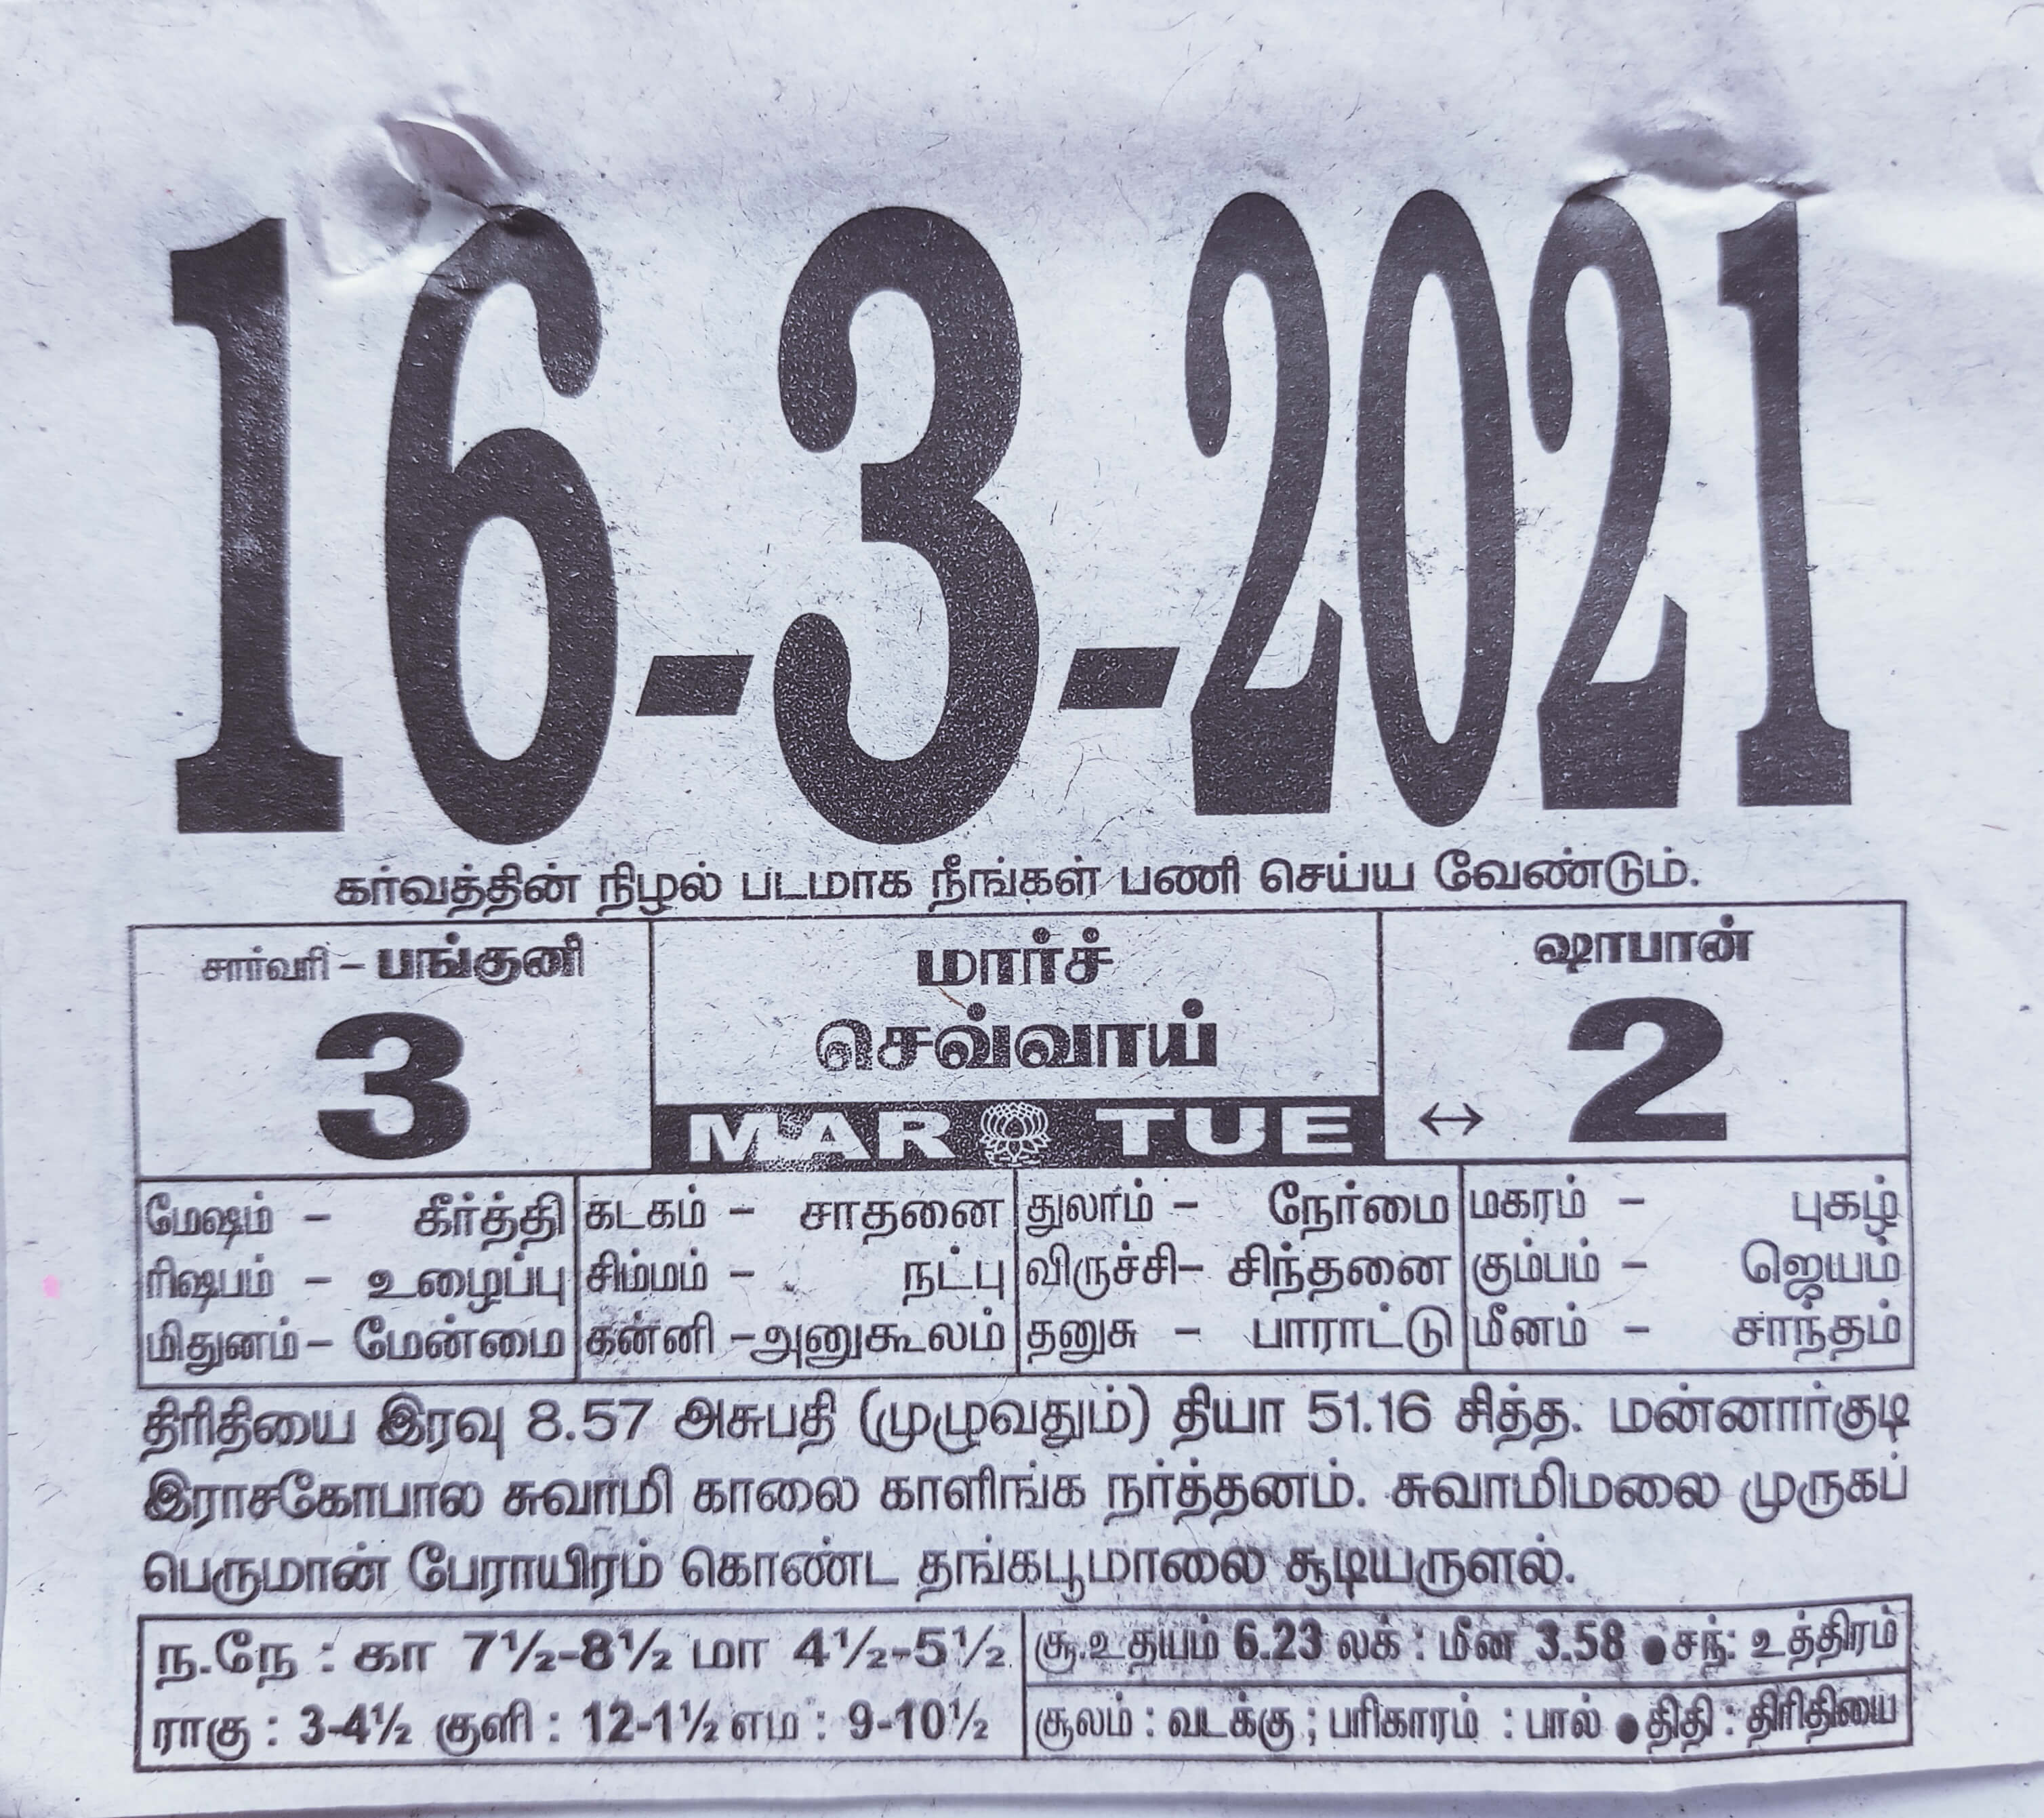 16-3-2021
கர்வத்தின் நிழல் படமாக நீங்கள் பணி செய்ய வேண்டும்.
சார்வரி - பங்குனி
3
மார்ச்
செவ்வாய்
MAR TUE
ஷாபான்
↔ 2
மேஷம் - கீர்த்தி
ரிஷபம் - உழைப்பு
மிதுனம் - மேன்மை
கடகம் - சாதனை
சிம்மம் - நட்பு
கன்னி - அனுகூலம்
துலாம் - நேர்மை
விருச்சி - சிந்தனை
தனுசு - பாராட்டு
மகரம் - புகழ்
கும்பம் - ஜெயம்
மீனம் - சாந்தம்
திரிதியை இரவு 8.57 அசுபதி (முழுவதும்) தியா 51.16 சித்த. மன்னார்குடி
இராசகோபால சுவாமி காலை காளிங்க நர்த்தனம். சுவாமிமலை முருகப்
பெருமான் பேராயிரம் கொண்ட தங்கபூமாலை சூடியருளல்.
ந.நே : கா 7½-8½ மா 4½-5½
ராகு : 3-4½ குளி : 12-1½ எம : 9-10½
சூ.உதயம் 6.23 லக் : மீன 3.58 ● சந்: உத்திரம்
சூலம் : வடக்கு ; பரிகாரம் : பால் ● திதி : திரிதியை